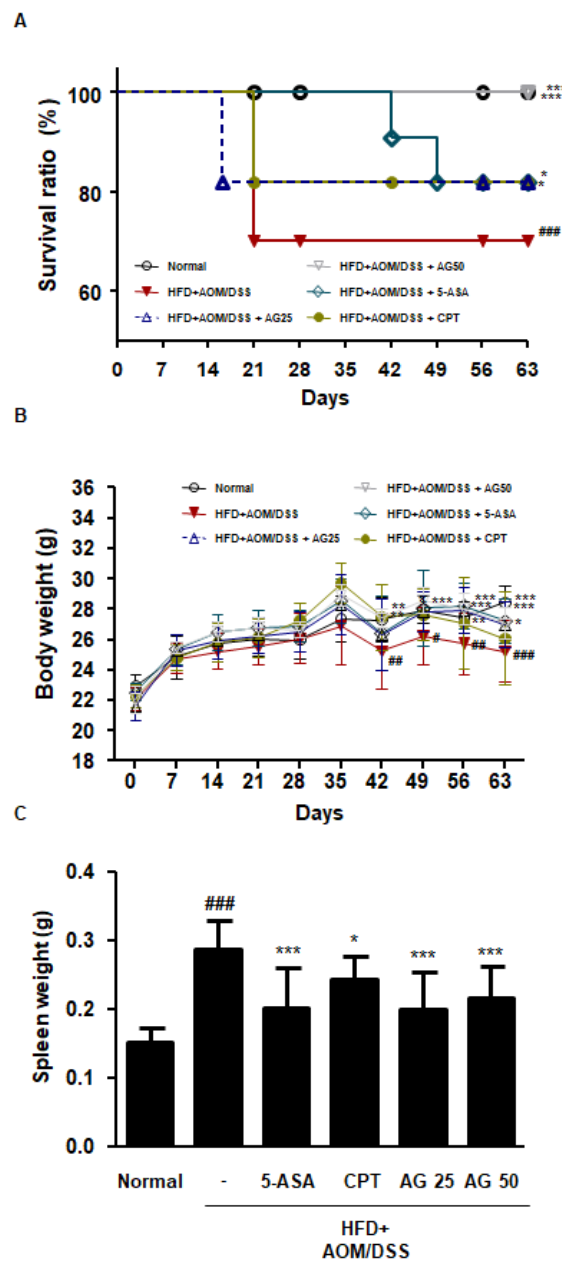 A
Survival ratio (%)
100
80
60
***
***
*
*
###
Normal
HFD+AOM/DSS
HFD+AOM/DSS + AG25
HFD+AOM/DSS + AG50
HFD+AOM/DSS + 5-ASA
HFD+AOM/DSS + CPT
0 7 14 21 28 35 42 49 56 63
Days
B
Body weight (g)
36
34
32
30
28
26
24
22
20
18
Normal
HFD+AOM/DSS
HFD+AOM/DSS + AG25
HFD+AOM/DSS + AG50
HFD+AOM/DSS + 5-ASA
HFD+AOM/DSS + CPT
**
**
##
***
#
***
***
**
##
***
***
*
###
0 7 14 21 28 35 42 49 56 63
Days
C
Spleen weight (g)
0.4
0.3
0.2
0.1
0.0
###
***
*
***
***
Normal - 5-ASA CPT AG 25 AG 50
HFD+
AOM/DSS